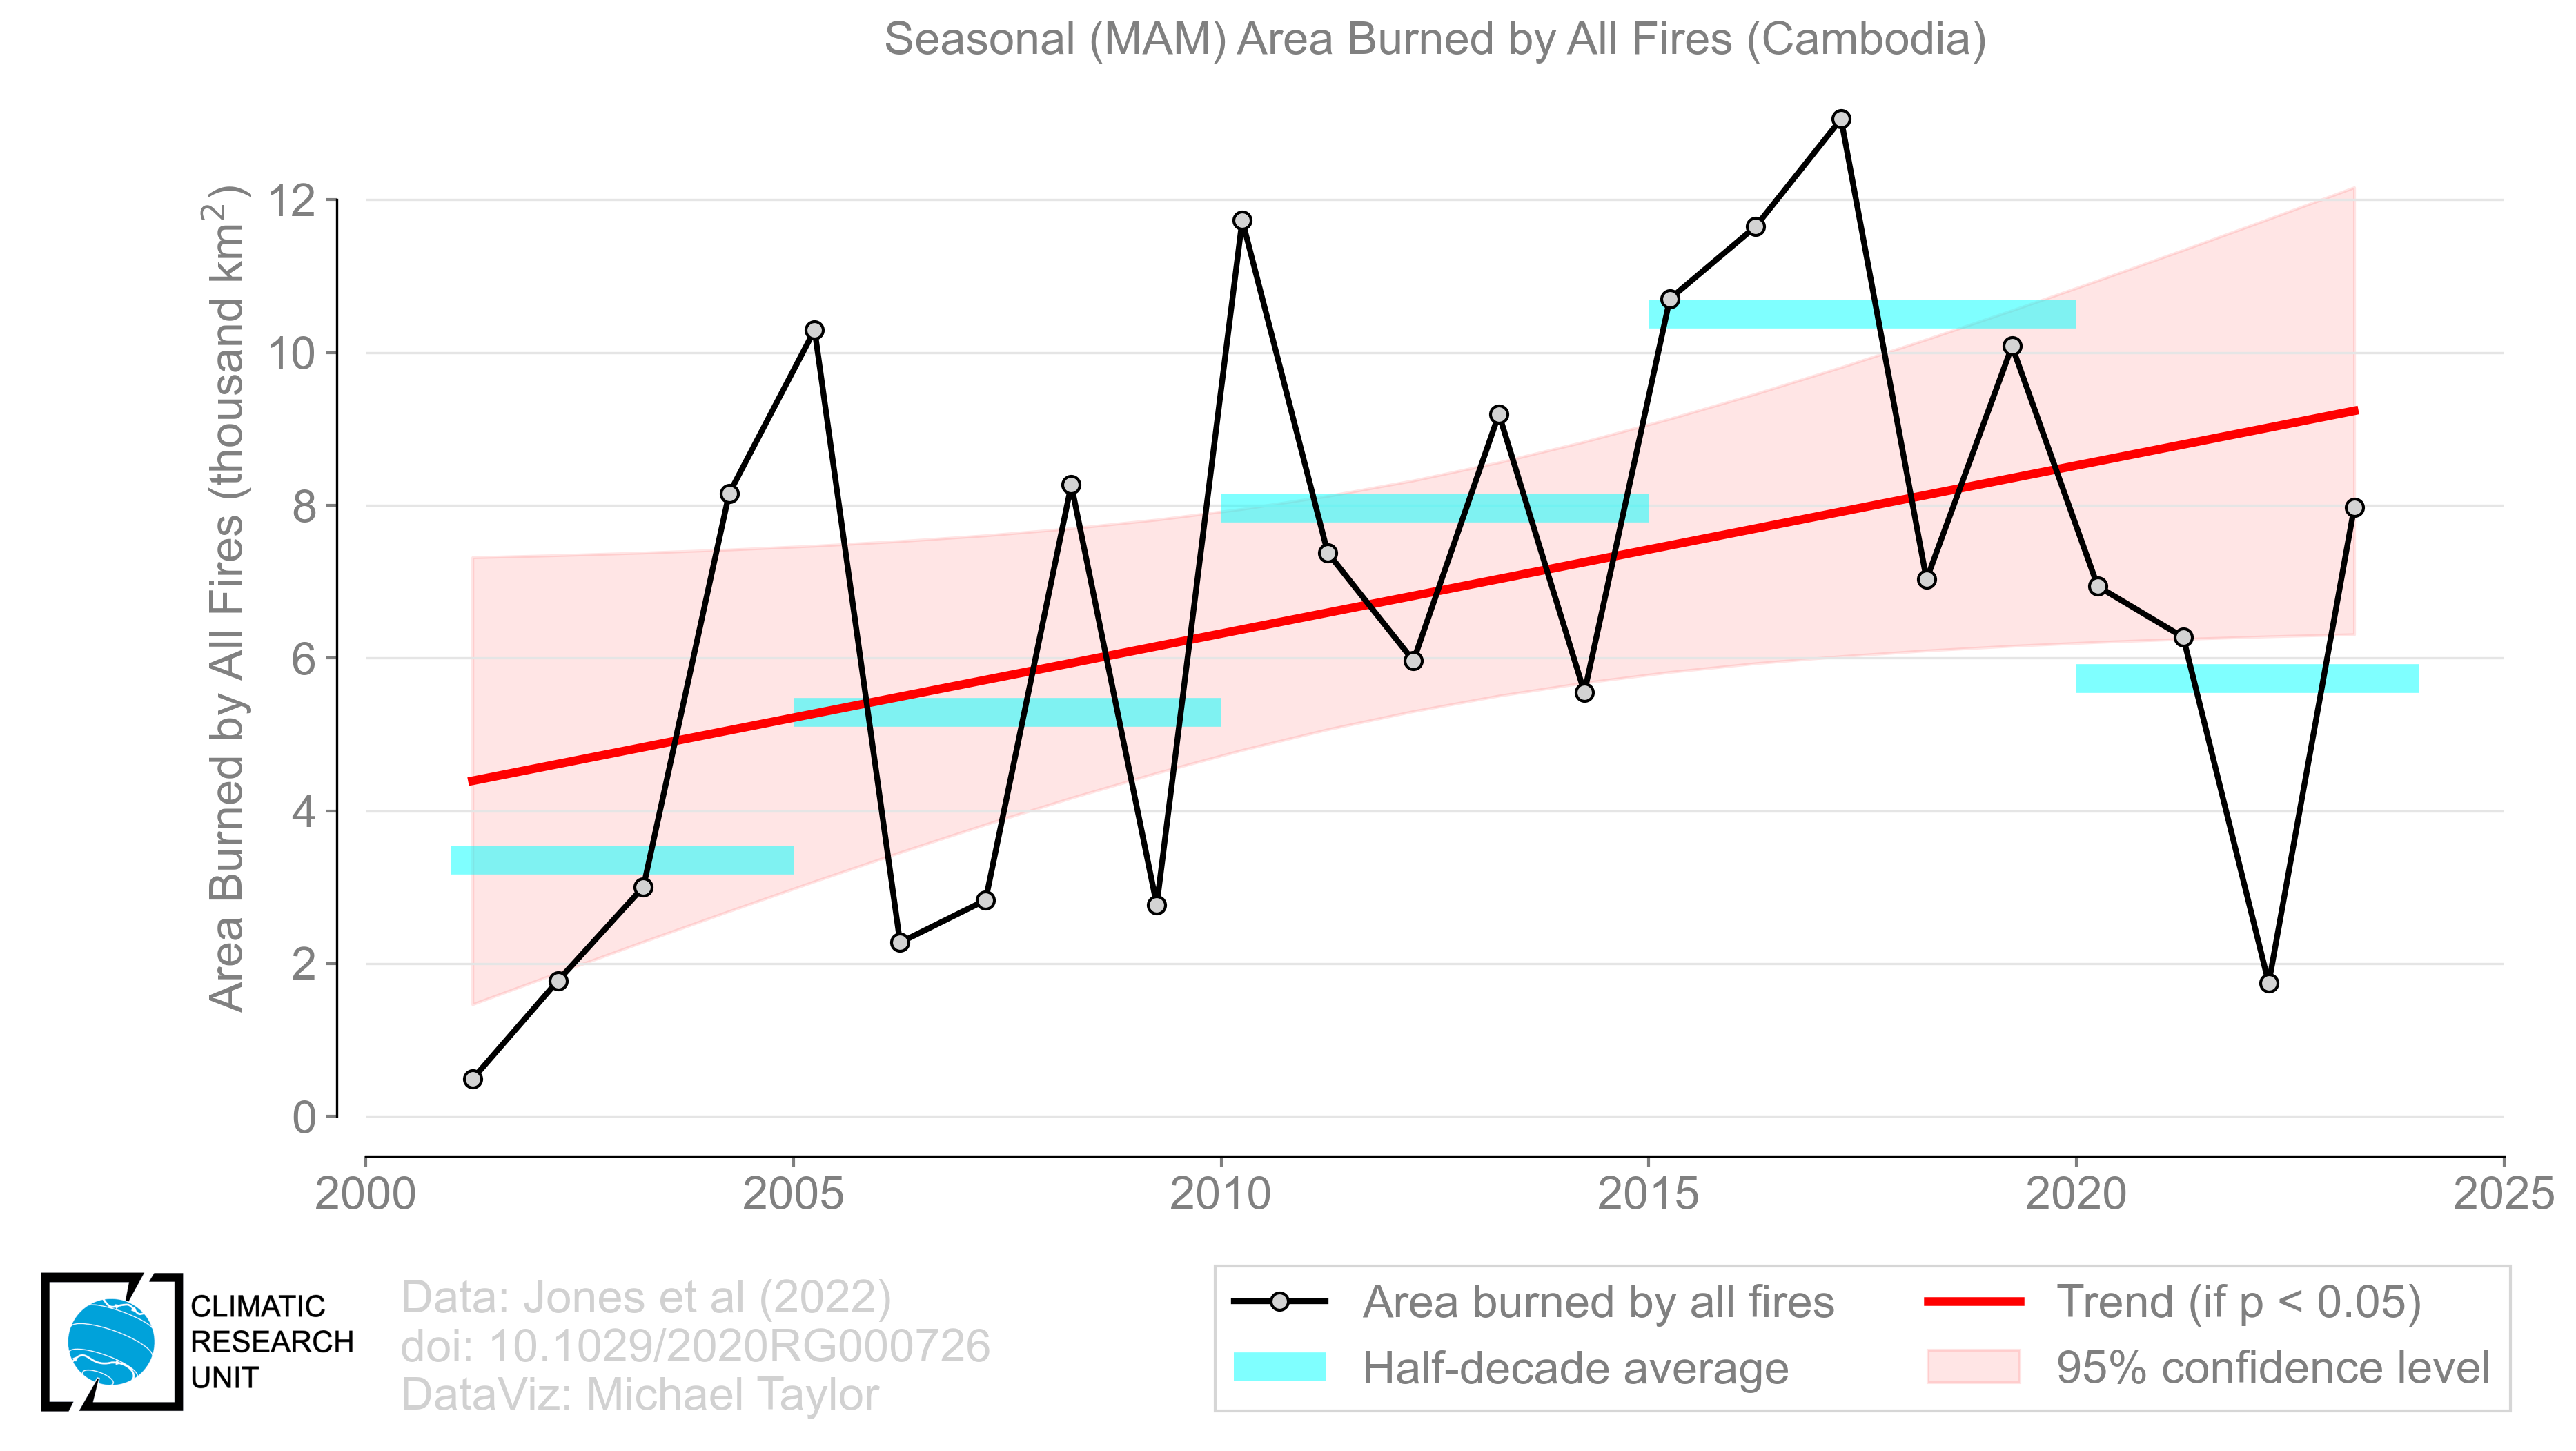 Seasonal (MAM) Area Burned by All Fires (Cambodia)
Area Burned by All Fires (thousand km²)
12
10
8
6
4
2
0
2000 2005 2010 2015 2020 2025
CLIMATIC
RESEARCH
UNIT
Data: Jones et al (2022)
doi: 10.1029/2020RG000726
DataViz: Michael Taylor
Area burned by all fires
Half-decade average
Trend (if p < 0.05)
95% confidence level